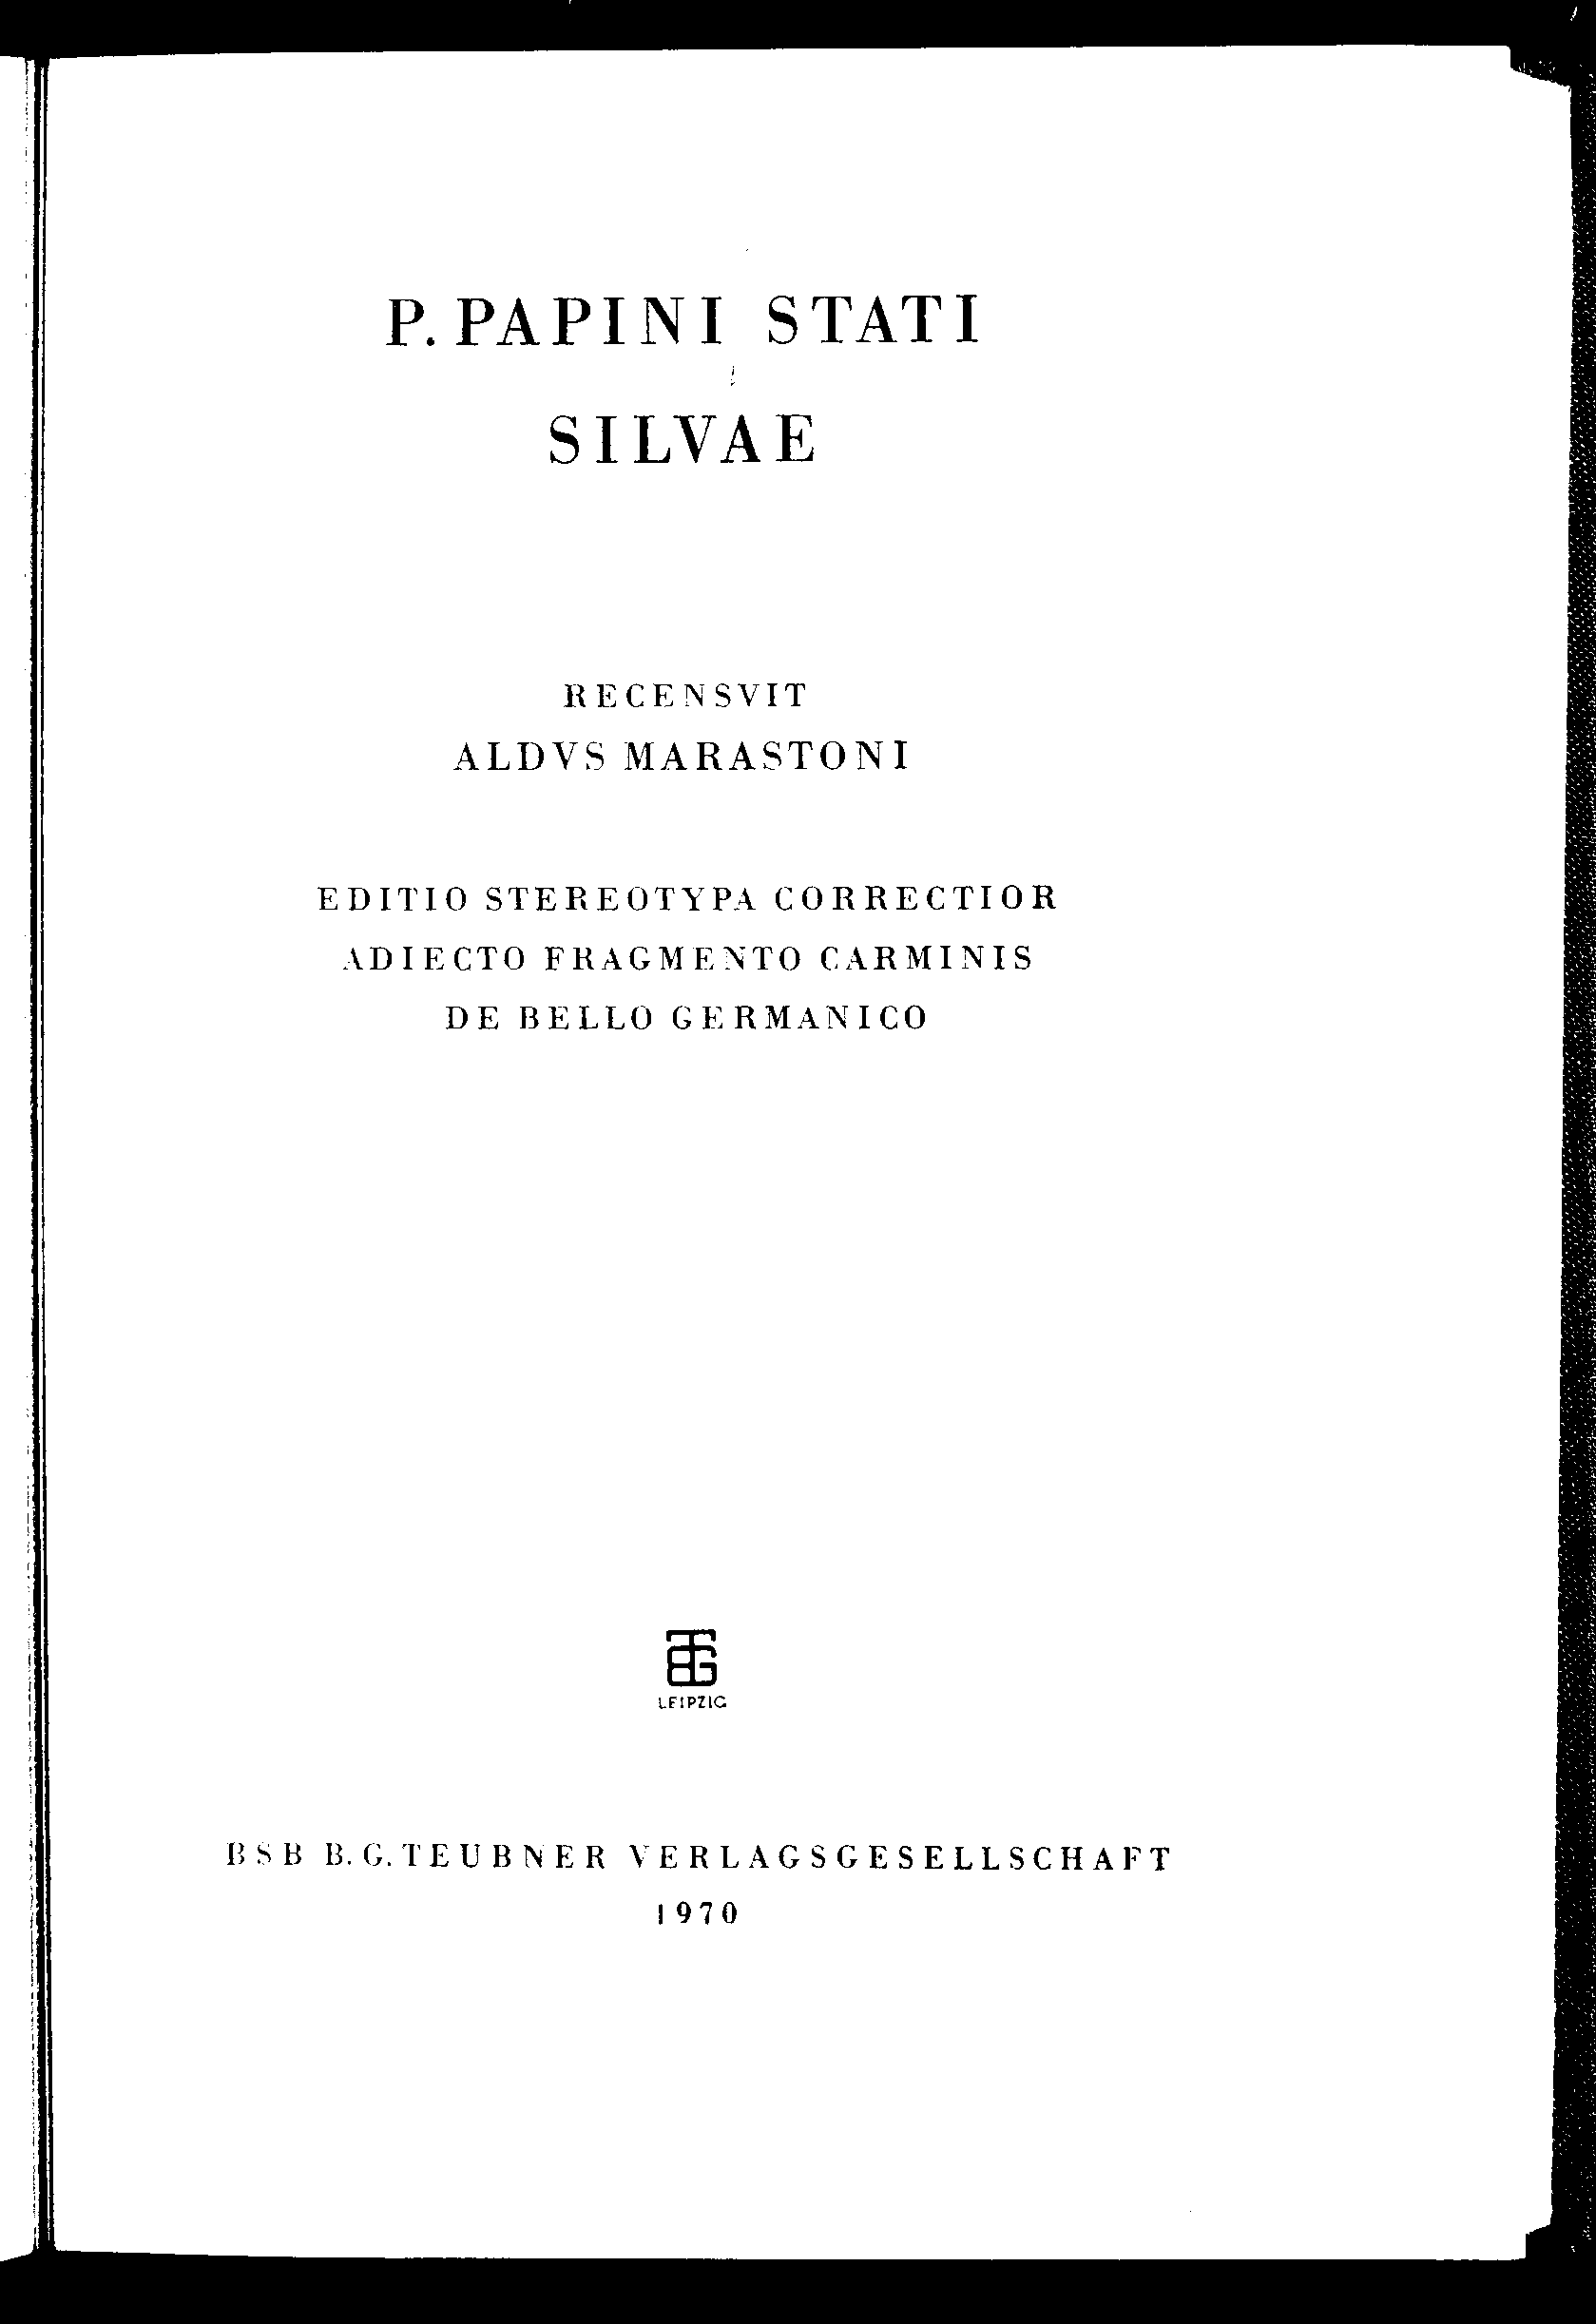 P. PAPINI STATI
SILVAE
RECENSVIT
ALDVS MARASTONI
EDITIO STEREOTYPA CORRECTIOR
ADIECTO FRAGMENTO CARMINIS
DE BELLO GERMANICO
LEIPZIG
BSB B. G. TEUBNER VERLAGSGESELLSCHAFT
1970